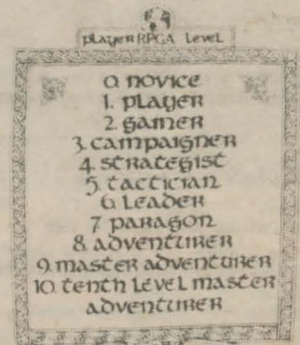 player RPGA level
0. novice
1. player
2. gamer
3. campaigner
4. strategist
5. tactician
6. leader
7. paragon
8. adventurer
9. master adventurer
10. tenth level master
adventurer